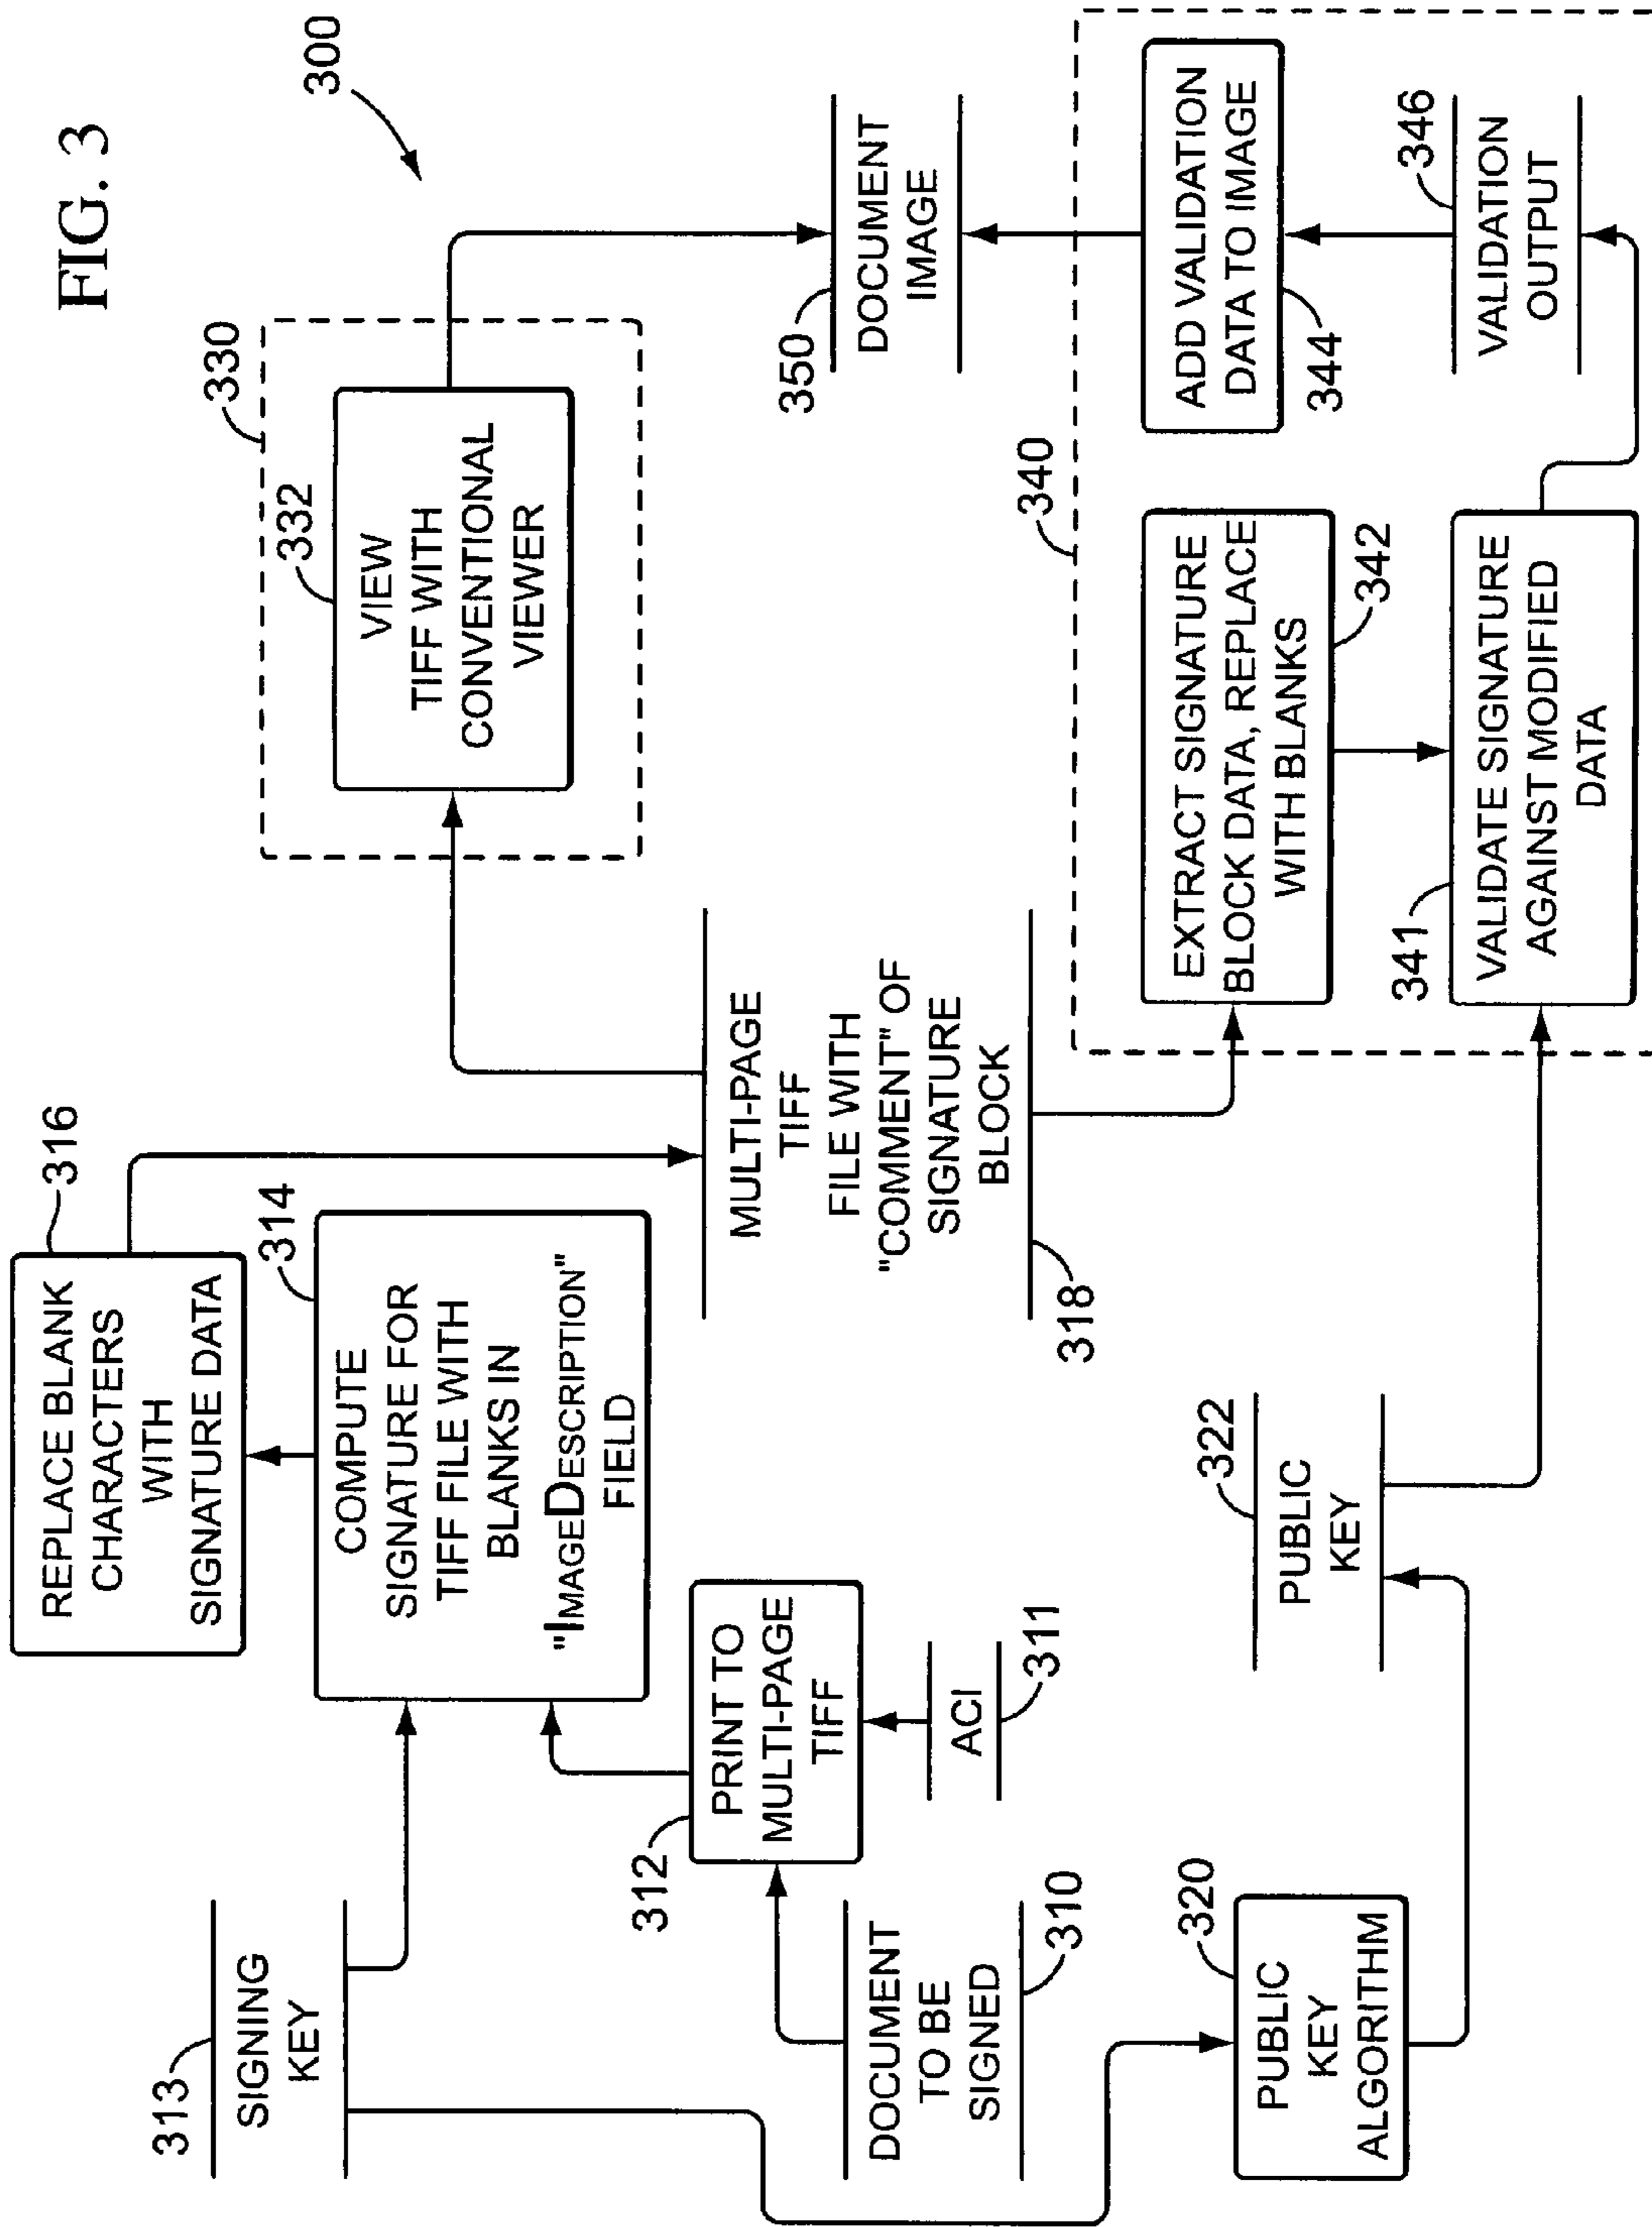 FIG. 3
300
316
REPLACE BLANK
CHARACTERS
WITH
SIGNATURE DATA
314
COMPUTE
SIGNATURE FOR
TIFF FILE WITH
BLANKS IN
"IMAGEDESCRIPTION"
FIELD
313
SIGNING
KEY
312
PRINT TO
MULTI-PAGE
TIFF
ACI
311
DOCUMENT
TO BE
SIGNED
310
320
PUBLIC
KEY
ALGORITHM
322
PUBLIC
KEY
MULTI-PAGE
TIFF
FILE WITH
"COMMENT" OF
SIGNATURE
BLOCK
318
330
332
VIEW
TIFF WITH
CONVENTIONAL
VIEWER
350
DOCUMENT
IMAGE
340
EXTRACT SIGNATURE
BLOCK DATA, REPLACE
WITH BLANKS
342
341
VALIDATE SIGNATURE
AGAINST MODIFIED
DATA
ADD VALIDATION
DATA TO IMAGE
344
346
VALIDATION
OUTPUT